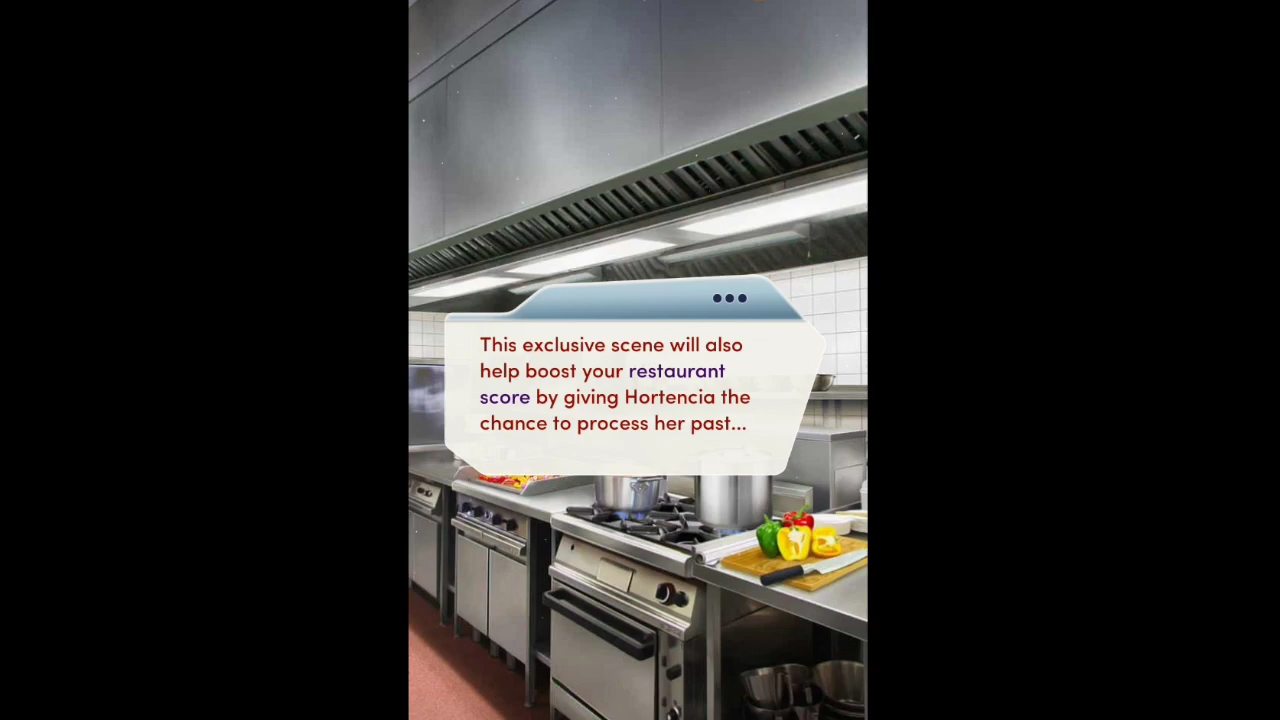 This exclusive scene will also
help boost your restaurant
score by giving Hortencia the
chance to process her past...